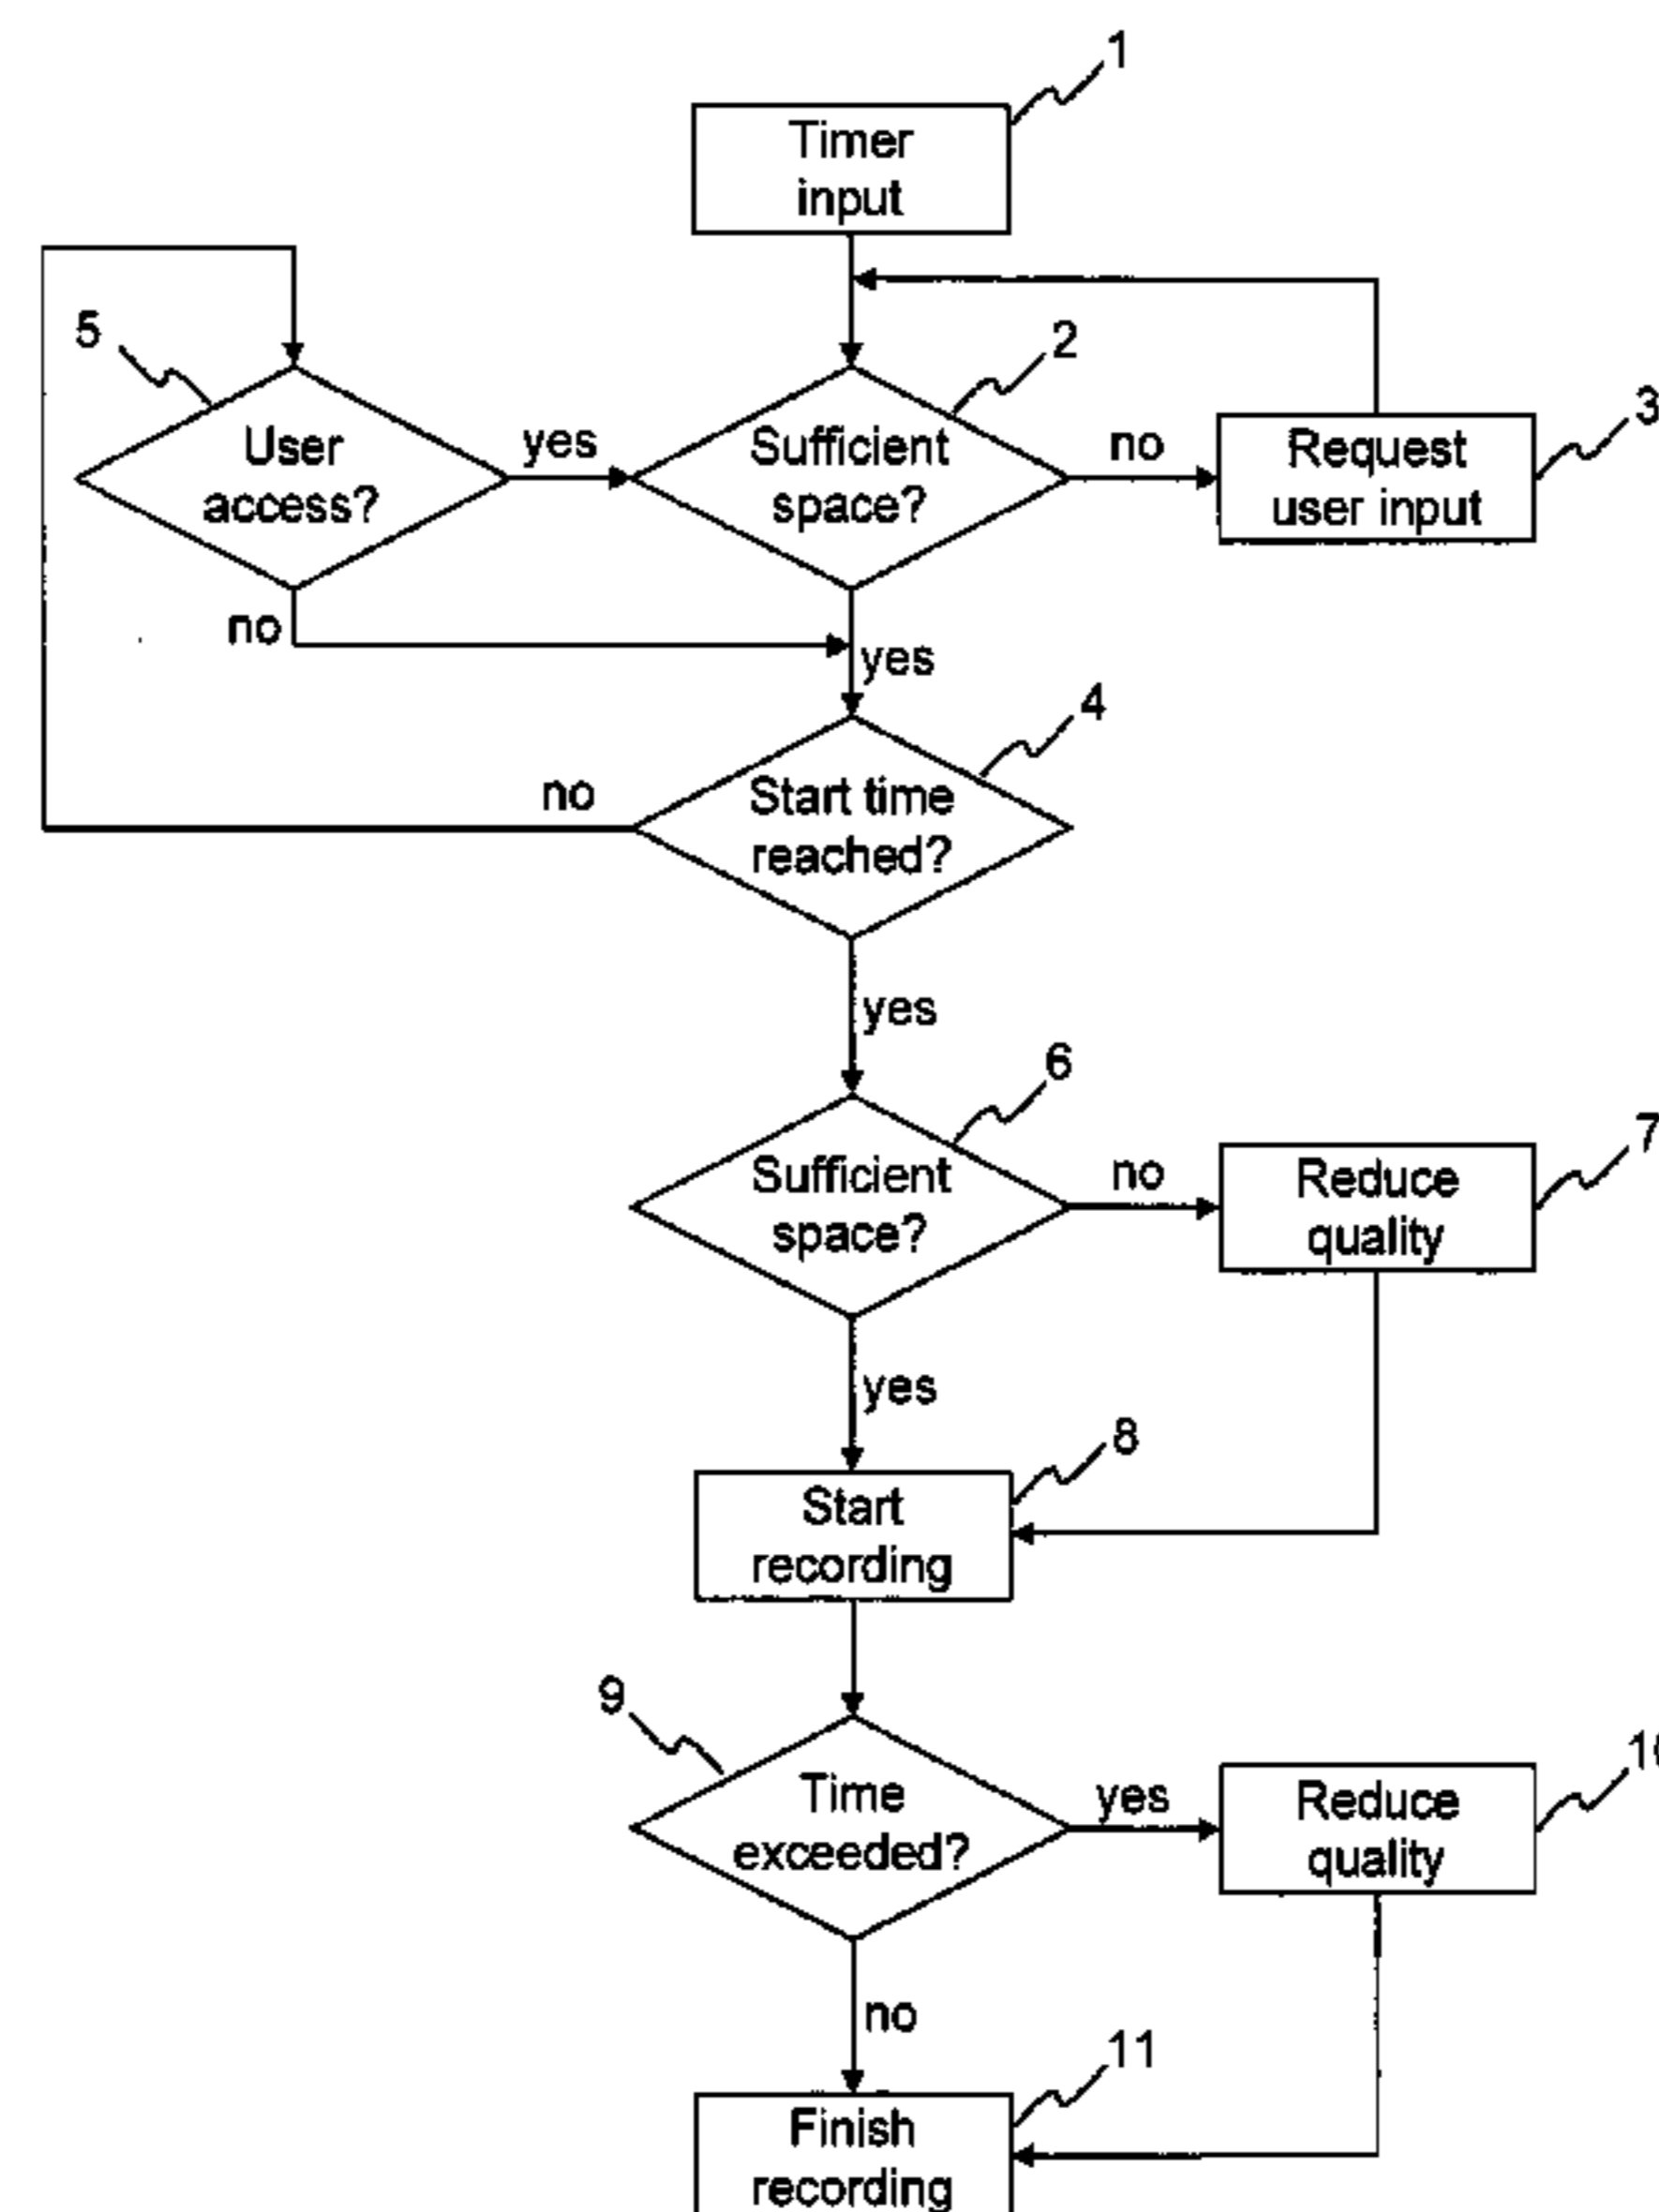 1
Timer
input
5
2
3
User
access?
yes
Sufficient
space?
no
Request
user input
no
yes
4
no
Start time
reached?
yes
6
7
Sufficient
space?
no
Reduce
quality
yes
8
Start
recording
9
10
Time
exceeded?
yes
Reduce
quality
no
11
Finish
recording